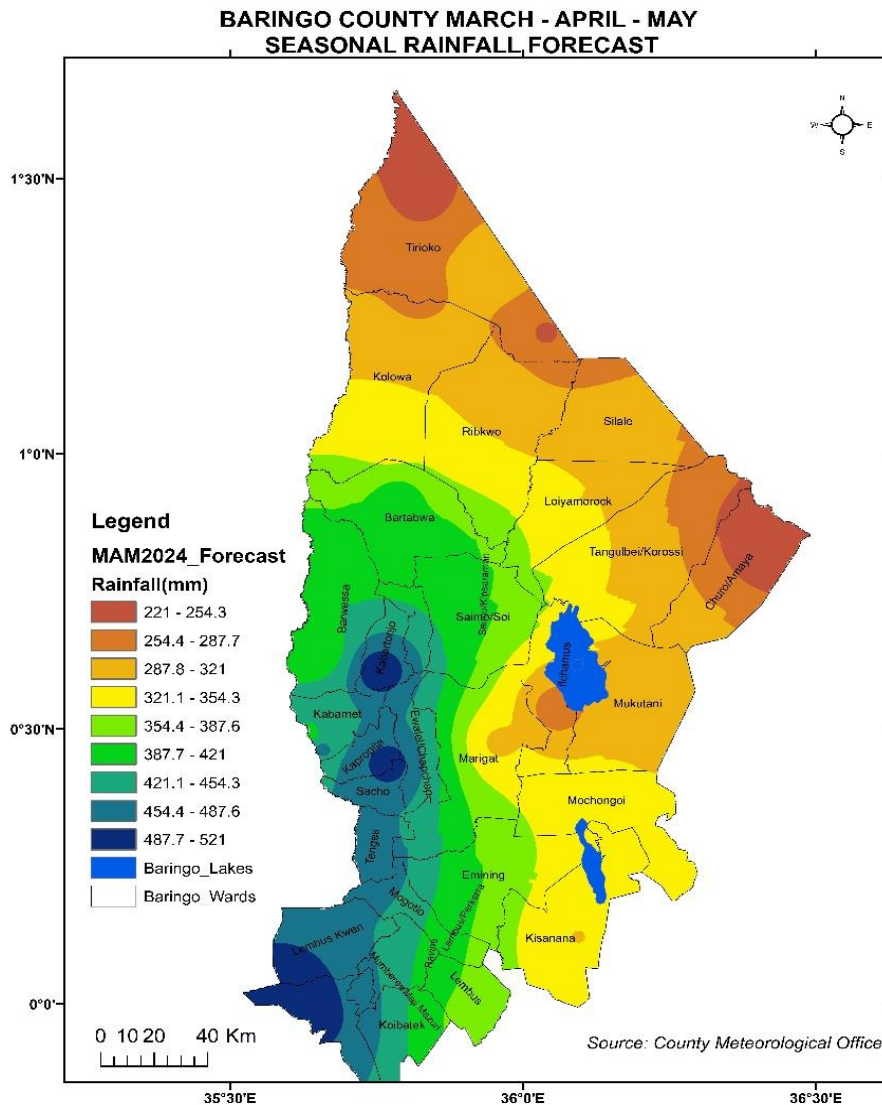 BARINGO COUNTY MARCH - APRIL - MAY
SEASONAL RAINFALL FORECAST
N
W E
S
1°30'N
1°0'N
0°30'N
0°0'
Tirioko
Kolowa
Ribkwo
Silale
Loiyamorock
Bartabwa
Tangulbei/Korossi
Churo/Amaya
Barwessa
Saimo/Soi
Kabartonjo
Ilchamus
Mukutani
Kabarnet
Ewalel/Chapchap
Kapropita
Marigat
Sacho
Mochongoi
Tenges
Emining
Mogotio
Lembus/Perkerra
Lembus Kwen
Ravine
Kisanana
Mumberes/Maji Mazuri
Lembus
Koibatek
Legend
MAM2024_Forecast
Rainfall(mm)
221 - 254.3
254.4 - 287.7
287.8 - 321
321.1 - 354.3
354.4 - 387.6
387.7 - 421
421.1 - 454.3
454.4 - 487.6
487.7 - 521
Baringo_Lakes
Baringo_Wards
0 10 20 40 Km
Source: County Meteorological Office
35°30'E 36°0'E 36°30'E